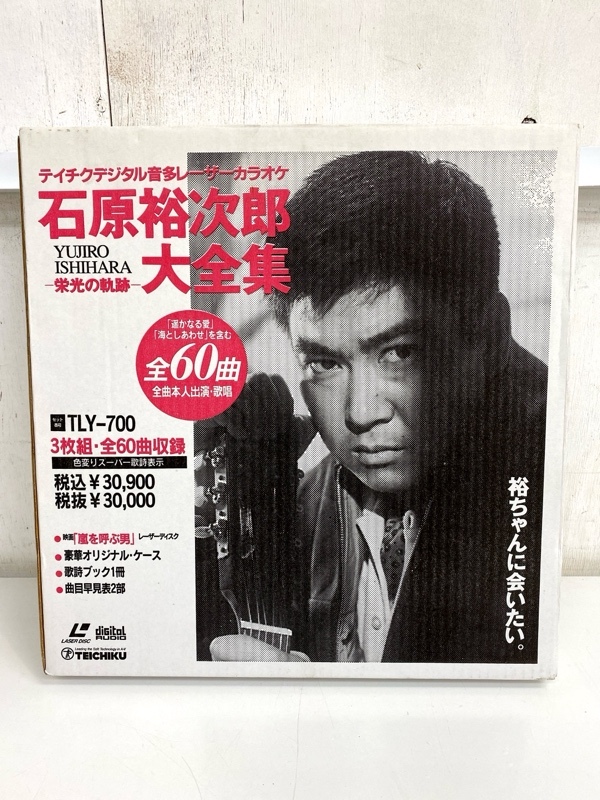 テイチクデジタル音多レーザーカラオケ
石原裕次郎
YUJIRO
ISHIHARA
大全集
─栄光の軌跡─
「遥かなる愛」
「海としあわせ」を含む
全60曲
全曲本人出演・歌唱
TLY-700
3枚組・全60曲収録
色変りスーパー歌詩表示
税込¥30,900
税抜¥30,000
●映画「嵐を呼ぶ男」レーザーディスク
●豪華オリジナル・ケース
●歌詩ブック1冊
●曲目早見表2部
裕ちゃんに会いたい。
LASER DISC
digital
AUDIO
Leading the Soft Technology in A·V
TEICHIKU